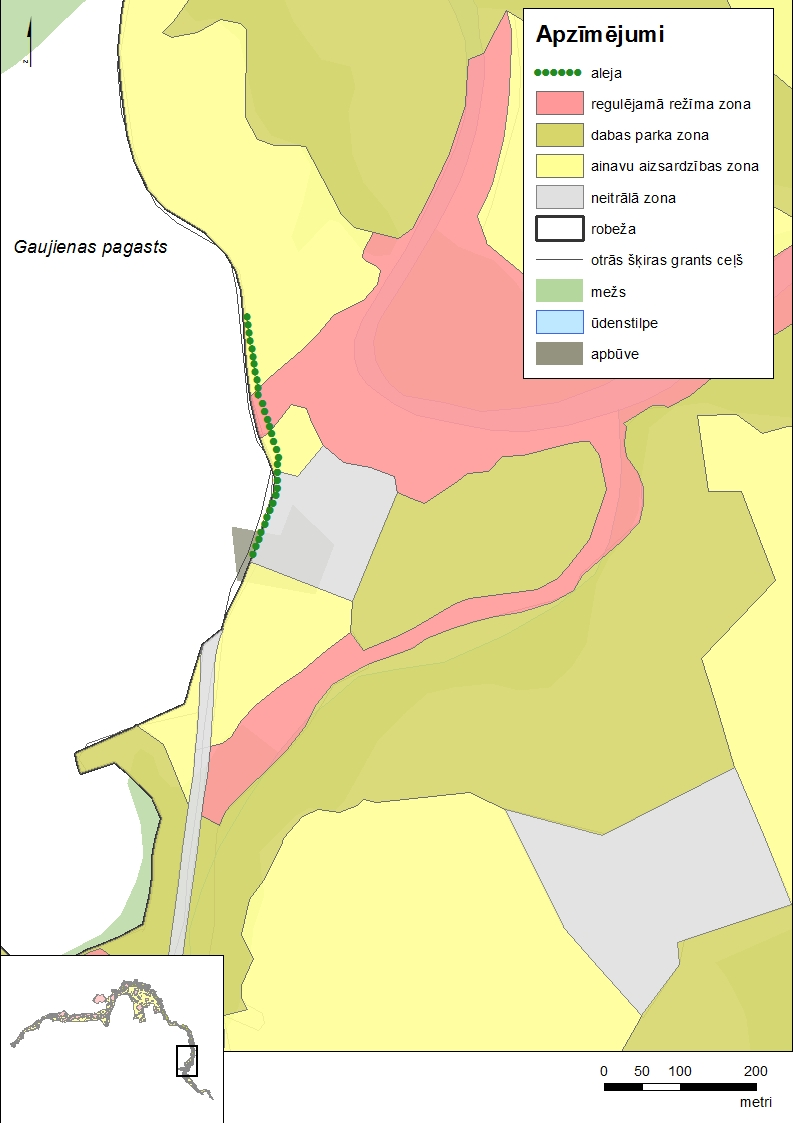 Apzīmējumi
aleja
regulējamā režīma zona
dabas parka zona
ainavu aizsardzības zona
neitrālā zona
robeža
otrās šķiras grants ceļš
mežs
ūdenstilpe
apbūve
Gaujienas pagasts
0 50 100 200
metri